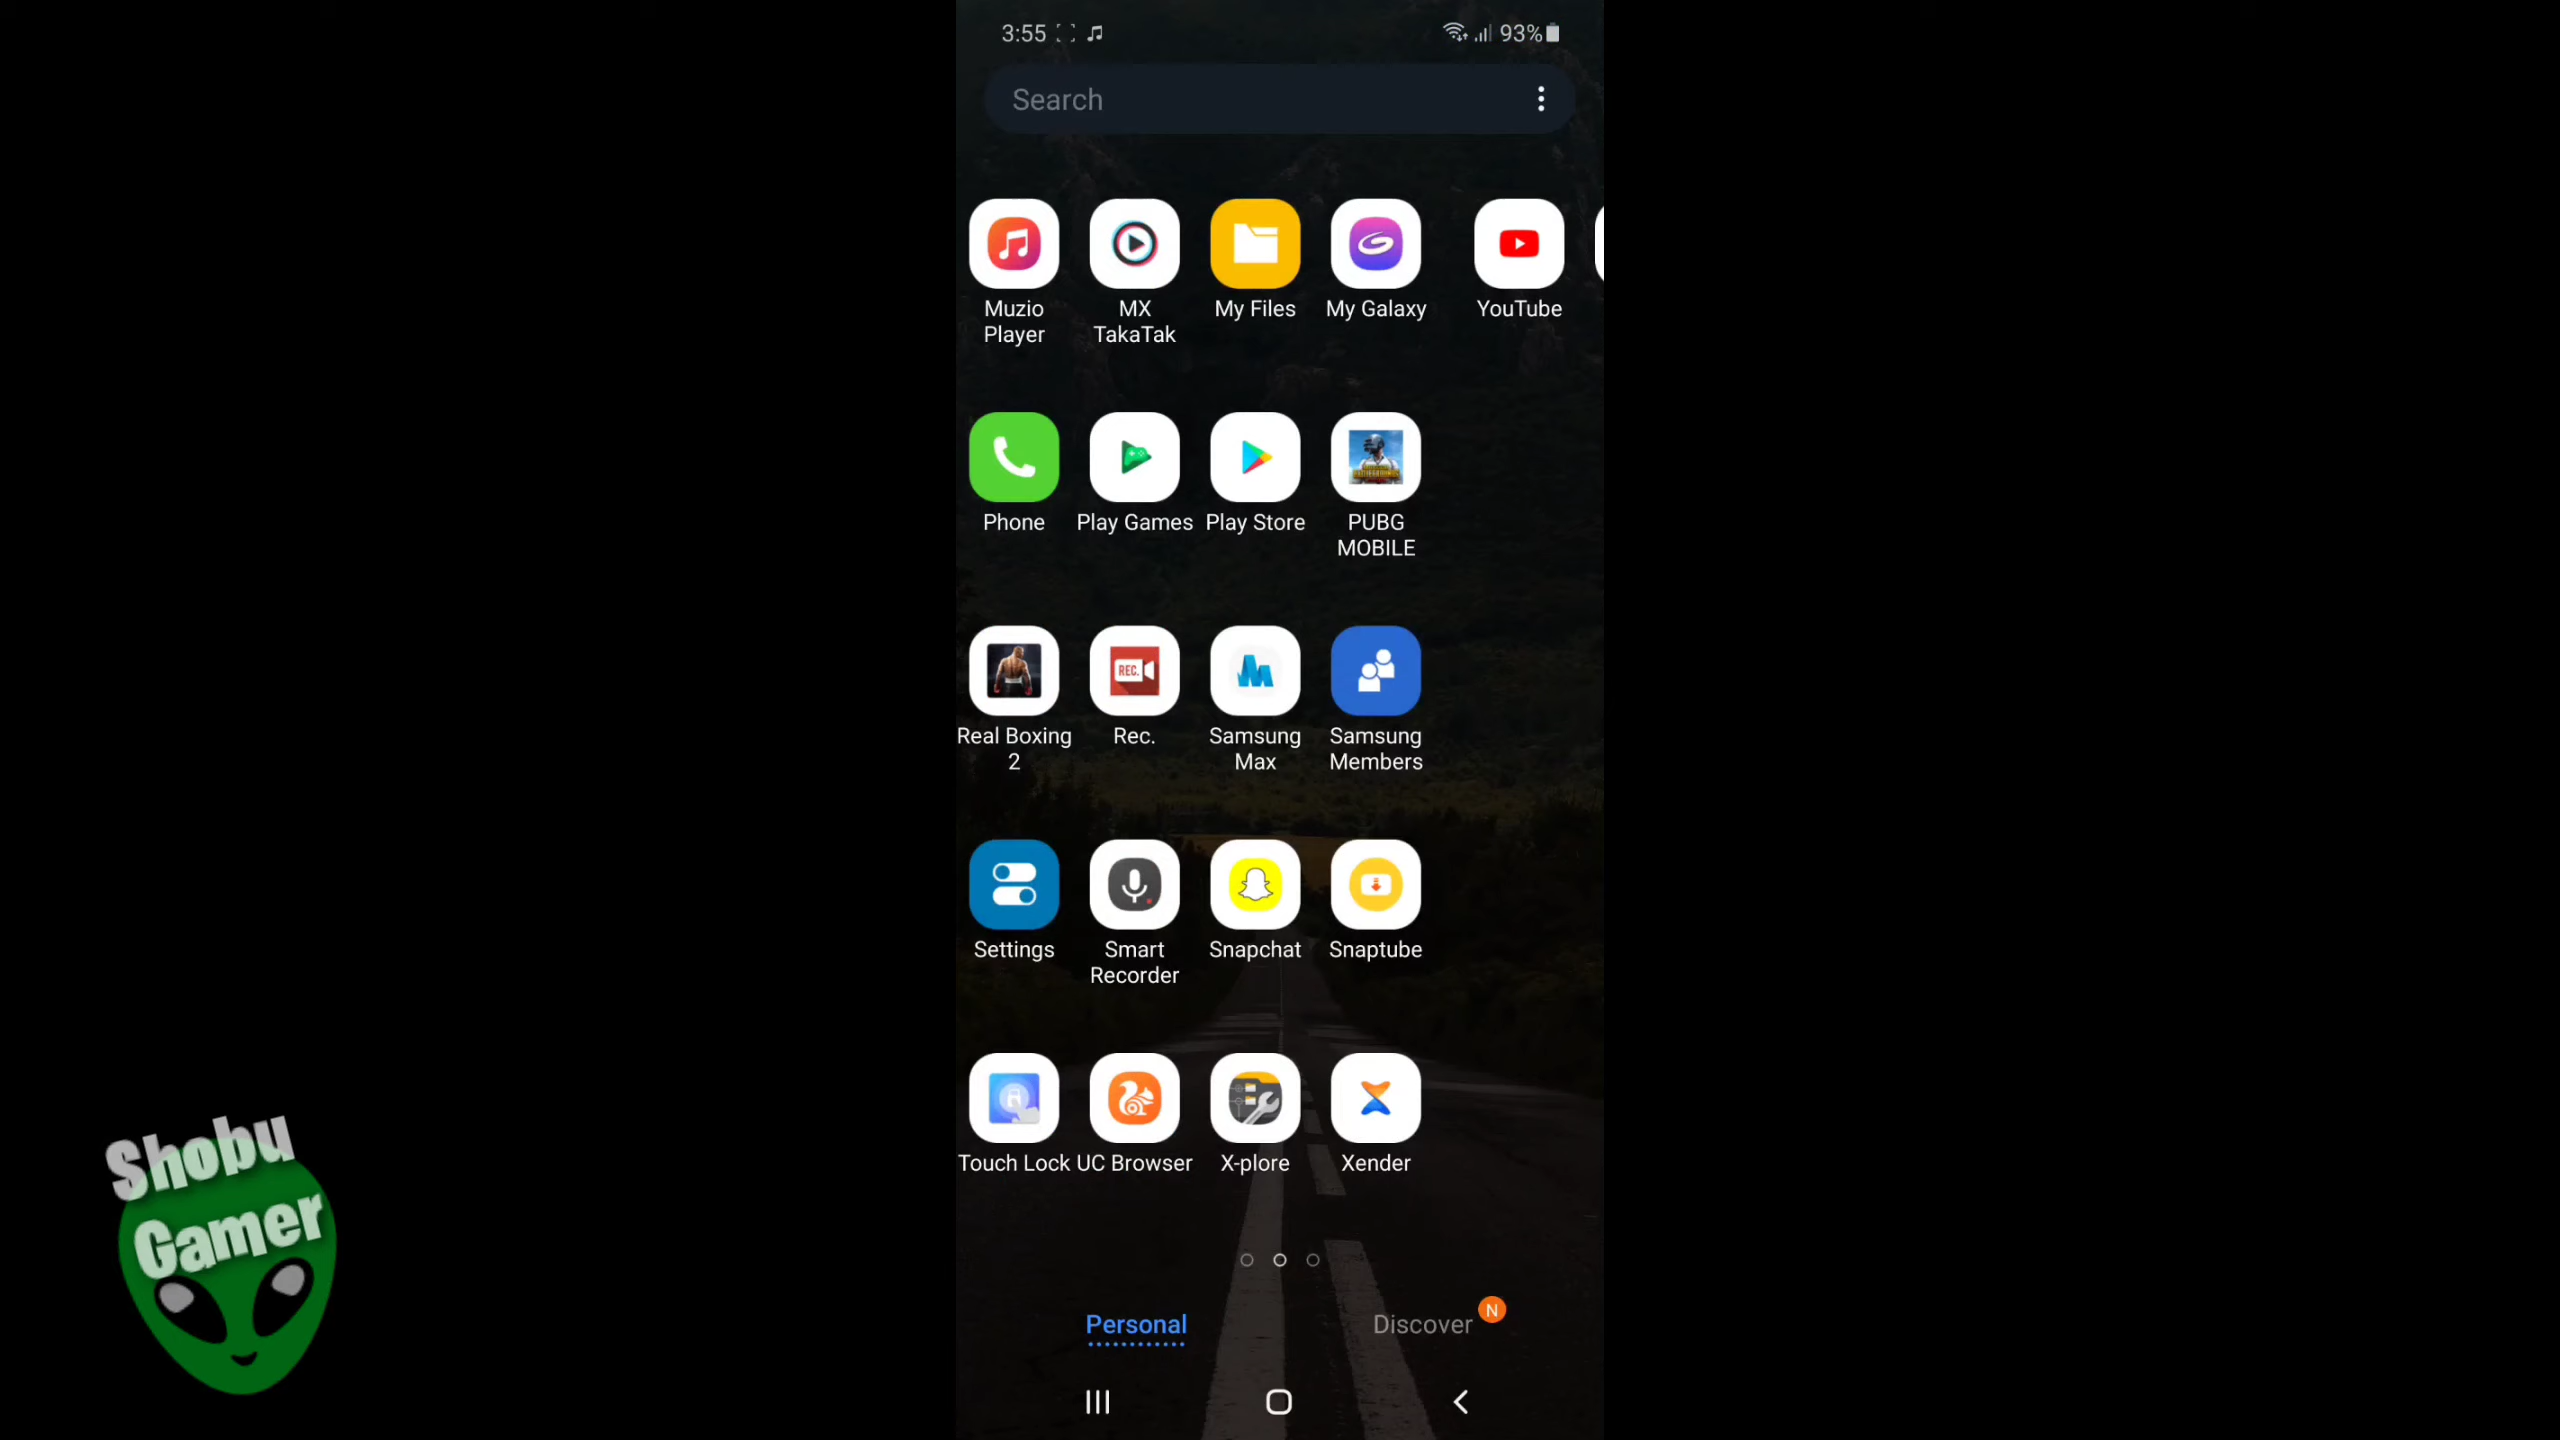 3:55
93%
Search
Muzio Player
MX TakaTak
My Files
My Galaxy
YouTube
Phone
Play Games
Play Store
PUBG MOBILE
Real Boxing 2
REC.
Rec.
Samsung Max
Samsung Members
Settings
Smart Recorder
Snapchat
Snaptube
Touch Lock
UC Browser
X-plore
Xender
Personal
Discover
N
Shobu
Gamer